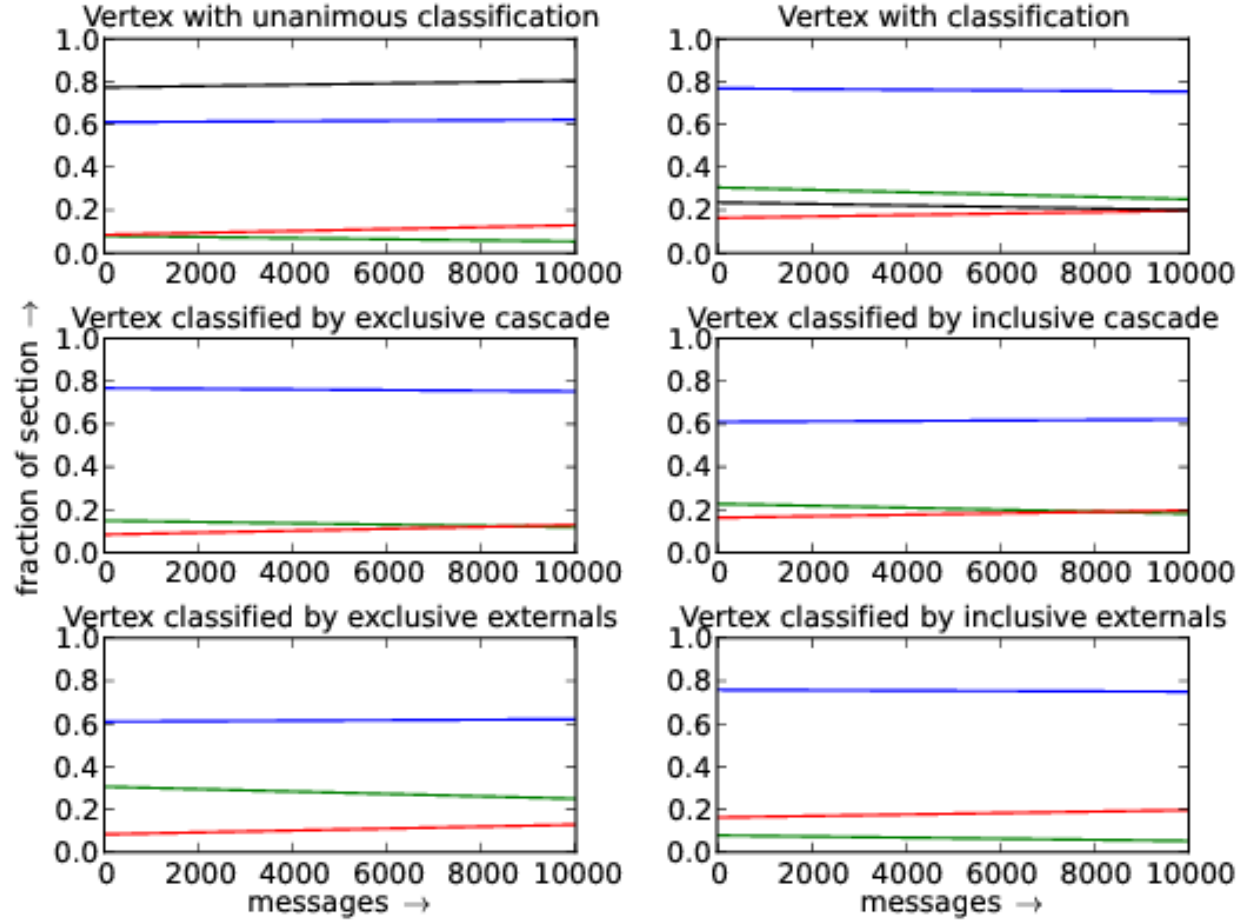 Vertex with unanimous classification
1.0
0.8
0.6
0.4
0.2
0.0
0 2000 4000 6000 8000 10000
Vertex with classification
1.0
0.8
0.6
0.4
0.2
0.0
0 2000 4000 6000 8000 10000
fraction of section →
Vertex classified by exclusive cascade
1.0
0.8
0.6
0.4
0.2
0.0
0 2000 4000 6000 8000 10000
Vertex classified by inclusive cascade
1.0
0.8
0.6
0.4
0.2
0.0
0 2000 4000 6000 8000 10000
Vertex classified by exclusive externals
1.0
0.8
0.6
0.4
0.2
0.0
0 2000 4000 6000 8000 10000
messages →
Vertex classified by inclusive externals
1.0
0.8
0.6
0.4
0.2
0.0
0 2000 4000 6000 8000 10000
messages →